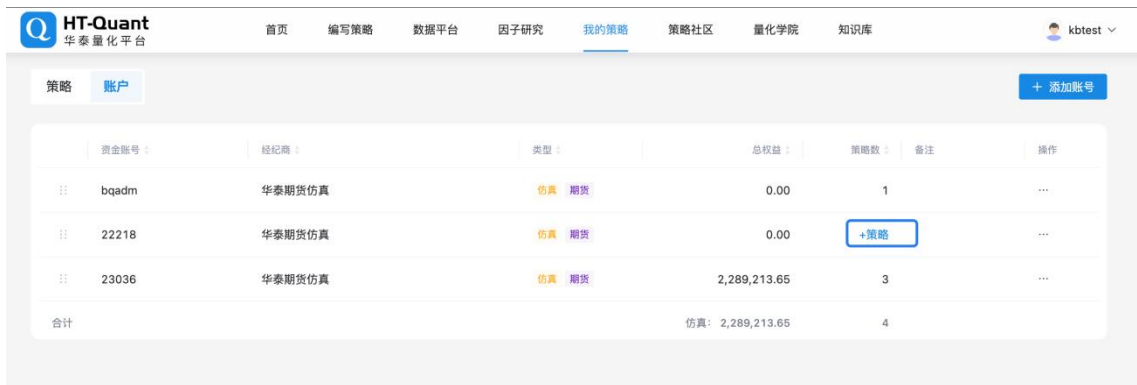 HT-Quant
华泰量化平台
首页 编写策略 数据平台 因子研究 我的策略 策略社区 量化学院 知识库 kbtest
策略 账户 + 添加账号
资金账号 经纪商 类型 总权益 策略数 备注 操作
bqadm 华泰期货仿真 仿真 期货 0.00 1 ...
22218 华泰期货仿真 仿真 期货 0.00 +策略 ...
23036 华泰期货仿真 仿真 期货 2,289,213.65 3 ...
合计 仿真: 2,289,213.65 4